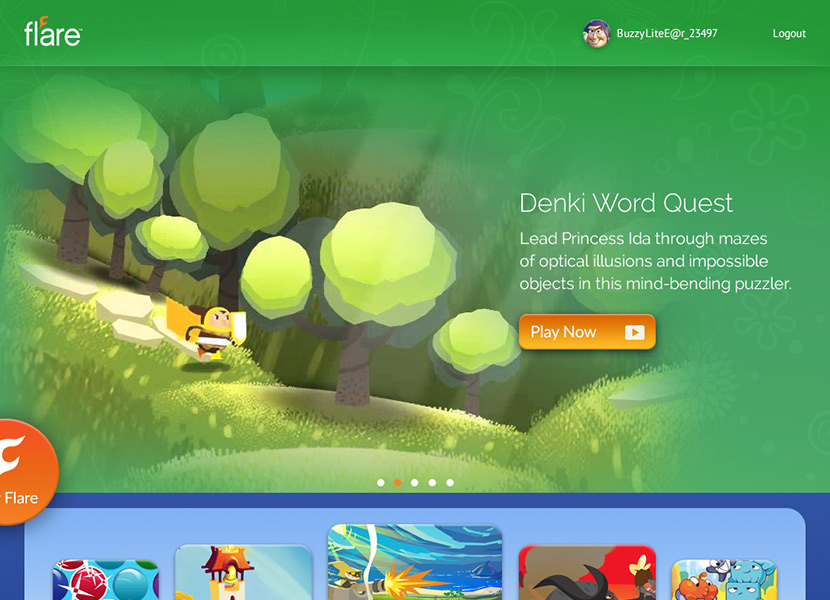 flare
BuzzyLiteE@r_23497
Logout
Denki Word Quest
Lead Princess Ida through mazes
of optical illusions and impossible
objects in this mind-bending puzzler.
Play Now
Flare